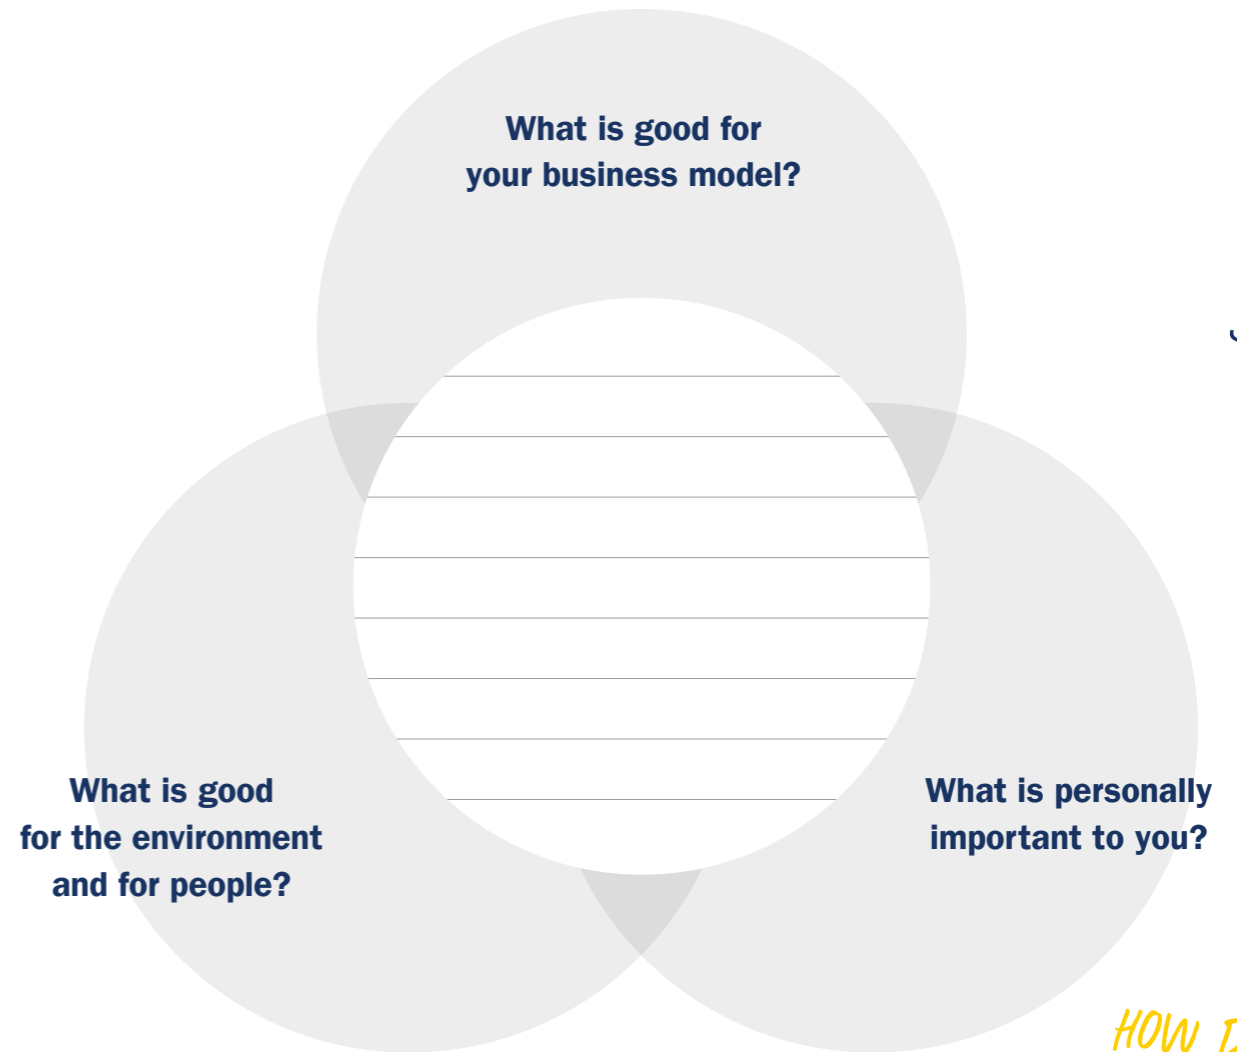 What is good for
your business model?
What is good
for the environment
and for people?
What is personally
important to you?
HOW